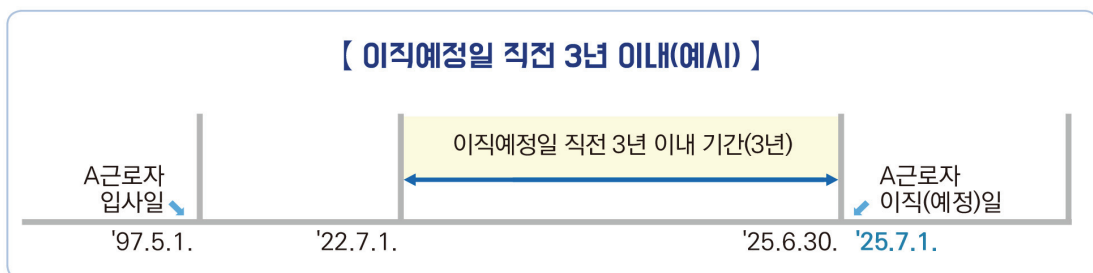 【 이직예정일 직전 3년 이내(예시) 】
이직예정일 직전 3년 이내 기간(3년)
A근로자
입사일
A근로자
이직(예정)일
'97.5.1.
'22.7.1.
'25.6.30.
'25.7.1.